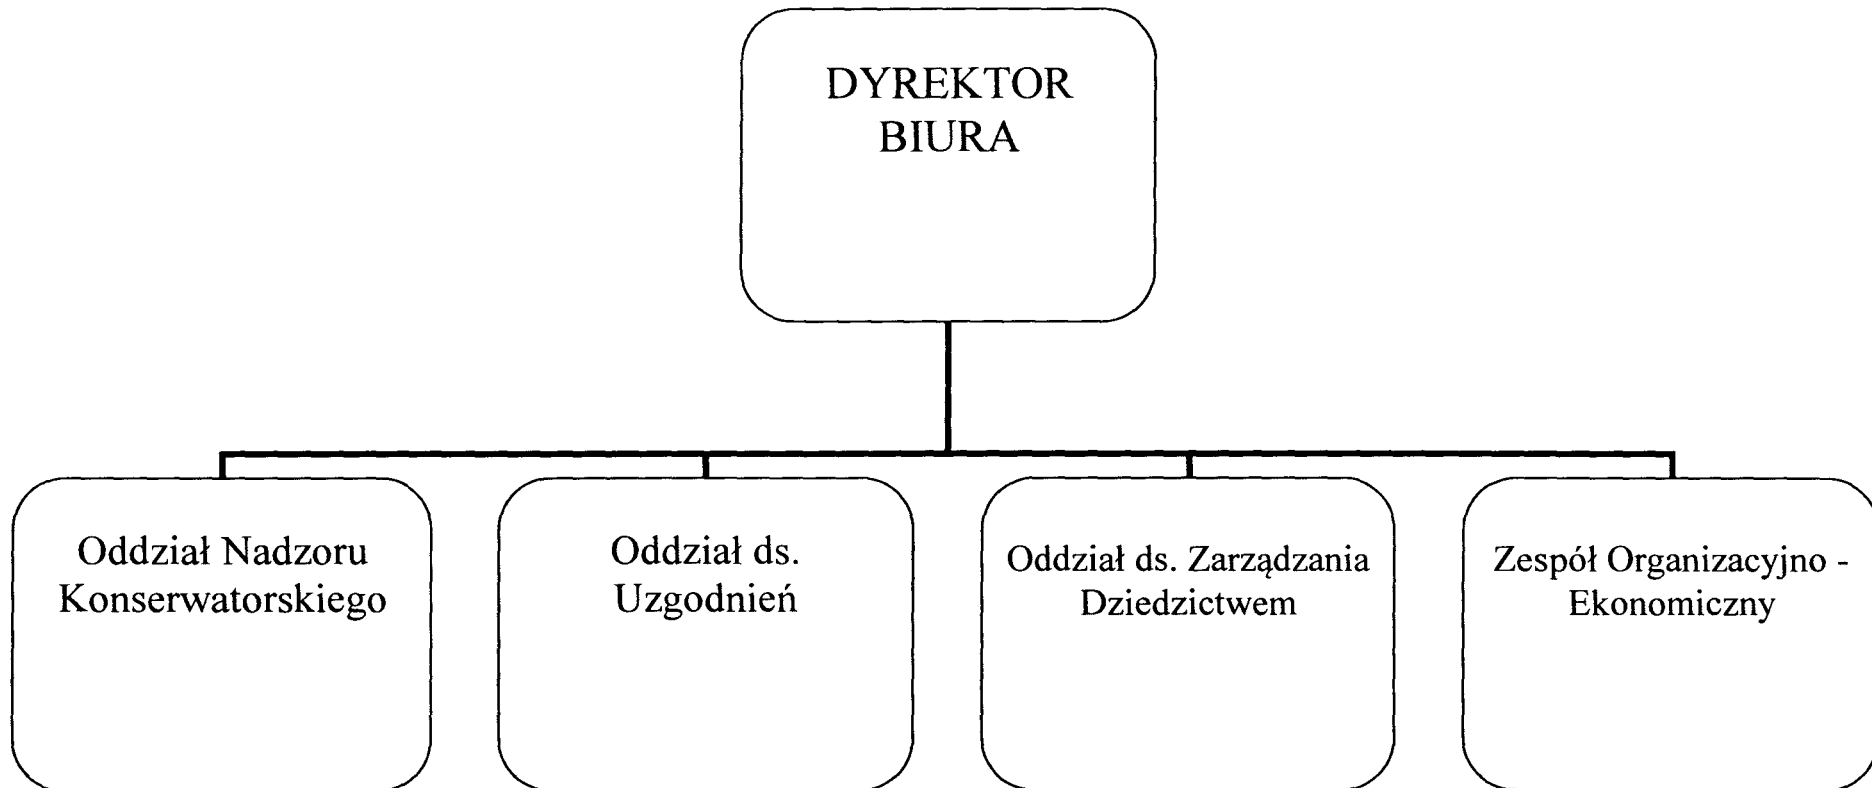 DYREKTOR
BIURA
Oddział Nadzoru
Konserwatorskiego
Oddział ds.
Uzgodnień
Oddział ds. Zarządzania
Dziedzictwem
Zespół Organizacyjno -
Ekonomiczny